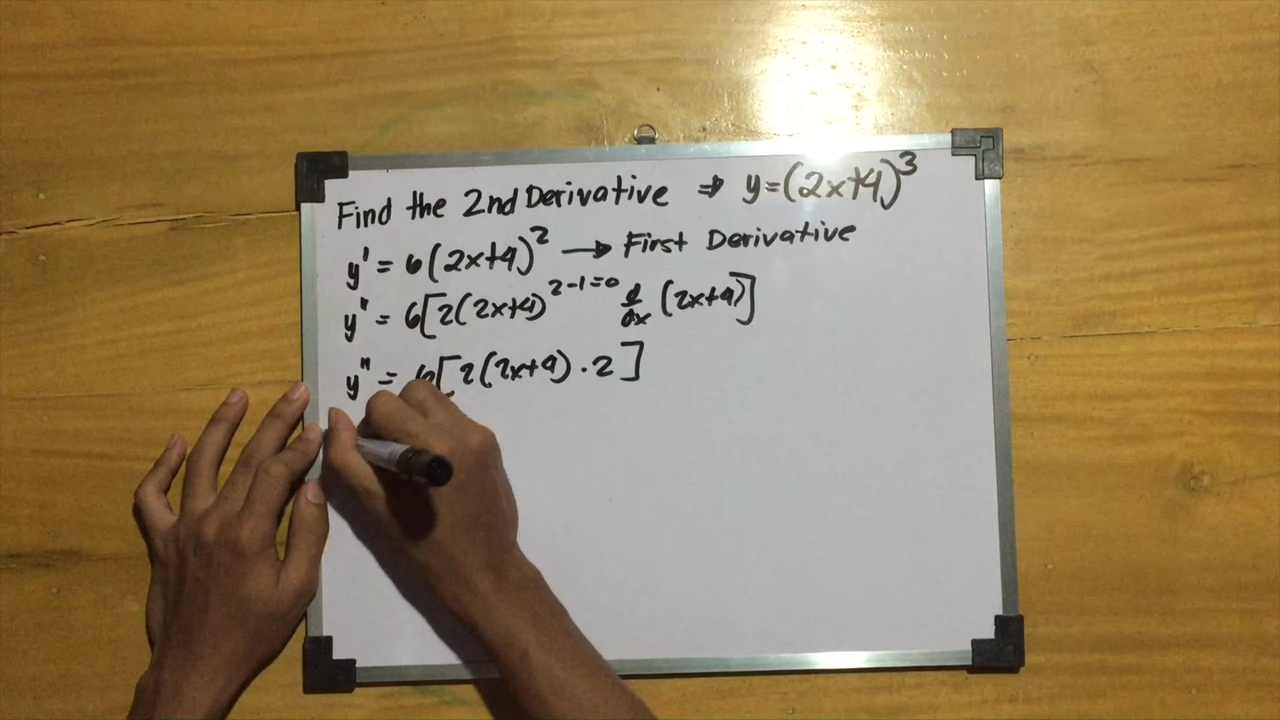 Find the 2nd Derivative ⇒ y=(2x+4)³
y' = 6(2x+4)² → First Derivative
y" = 6[2(2x+4)²⁻¹⁼⁰ d/dx (2x+4)]
y" = 6[2(2x+4) · 2]